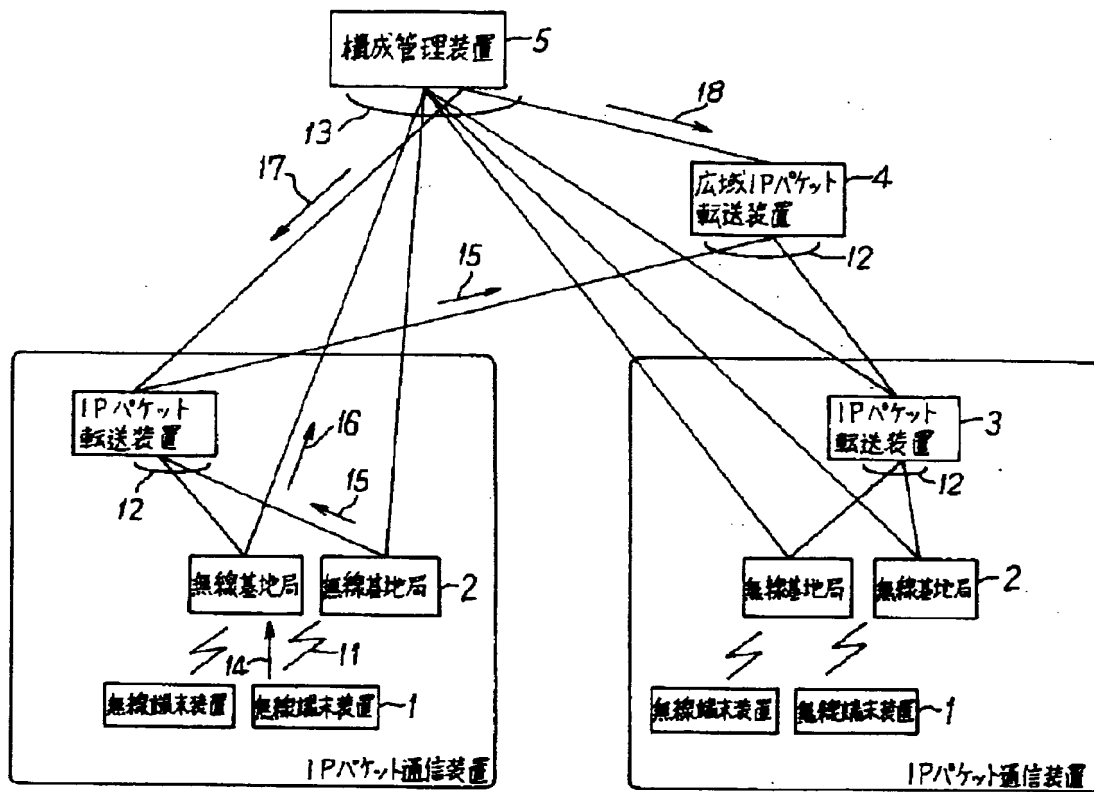 構成管理装置
5
13
18
17
広域IPパケット
転送装置
4
12
15
IPパケット
転送装置
16
12
15
IPパケット
転送装置
3
12
無線基地局
無線基地局
2
無線基地局
無線基地局
2
14
11
無線端末装置
無線端末装置
1
無線端末装置
無線端末装置
1
IPパケット通信装置
IPパケット通信装置